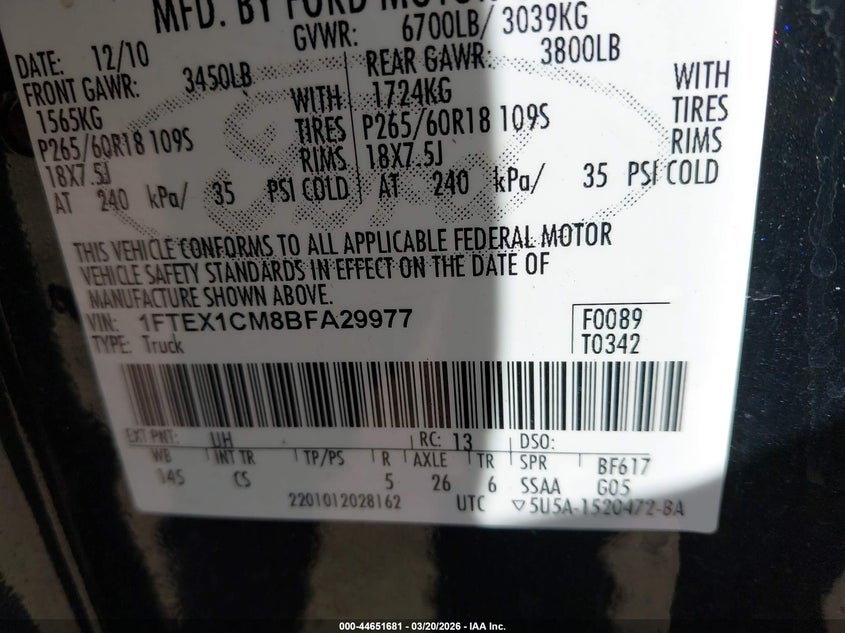 MFD. BY FORD MOTOR
DATE: 12/10 GVWR: 6700LB/ 3039KG
FRONT GAWR: 3450LB REAR GAWR: 3800LB
1565KG WITH 1724KG WITH
P265/60R18 109S TIRES P265/60R18 109S TIRES
18X7.5J RIMS 18X7.5J RIMS
AT 240 kPa/ 35 PSI COLD AT 240 kPa/ 35 PSI COLD
THIS VEHICLE CONFORMS TO ALL APPLICABLE FEDERAL MOTOR
VEHICLE SAFETY STANDARDS IN EFFECT ON THE DATE OF
MANUFACTURE SHOWN ABOVE.
VIN: 1FTEX1CM8BFA29977 F0089
TYPE: Truck T0342
EXT PNT: UH RC: 13 DSO:
WB INT TR TP/PS R AXLE TR SPR BF617
145 CS 5 26 6 SSAA G05
2201012028162 UTC ▽5U5A-1520472-BA
000-44651681 | 03/20/2026 | IAA Inc.